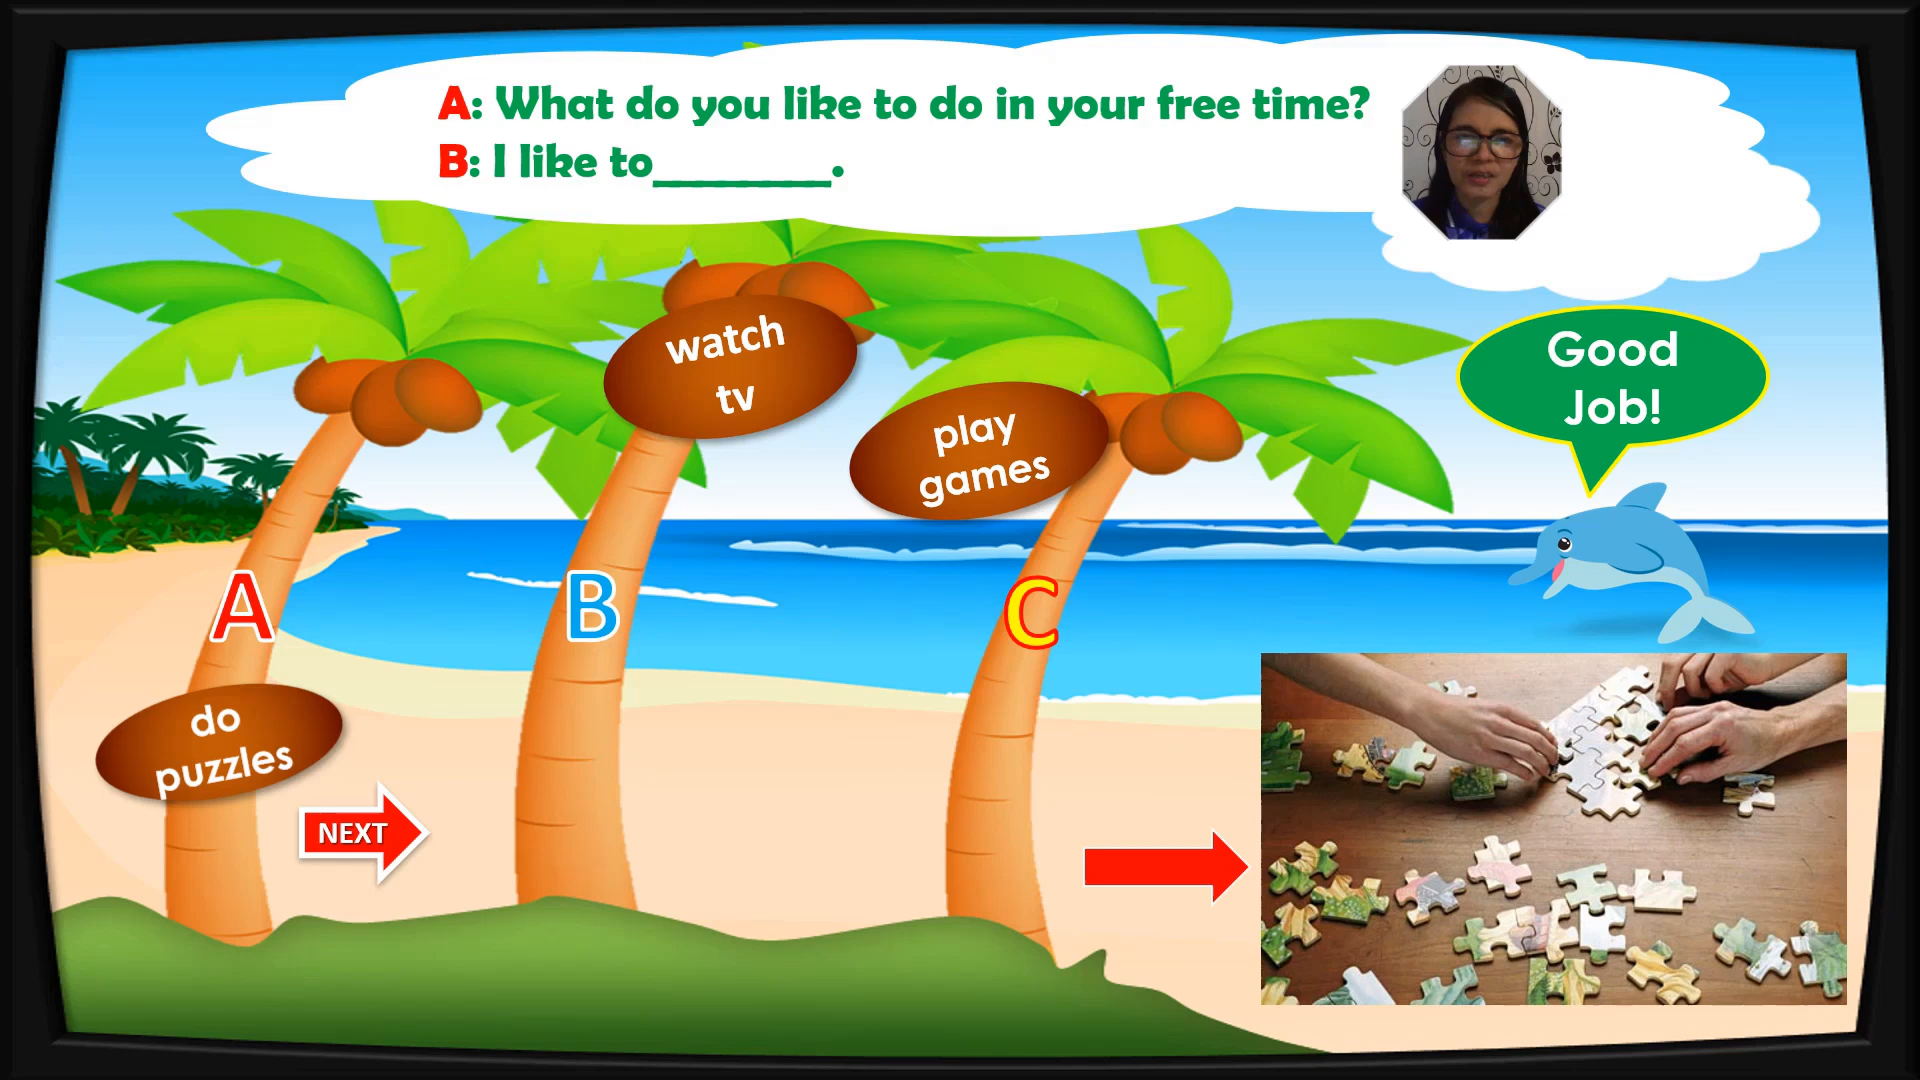 A: What do you like to do in your free time?
B: I like to________.
watch
tv
play
games
Good
Job!
A
B
C
do
puzzles
NEXT